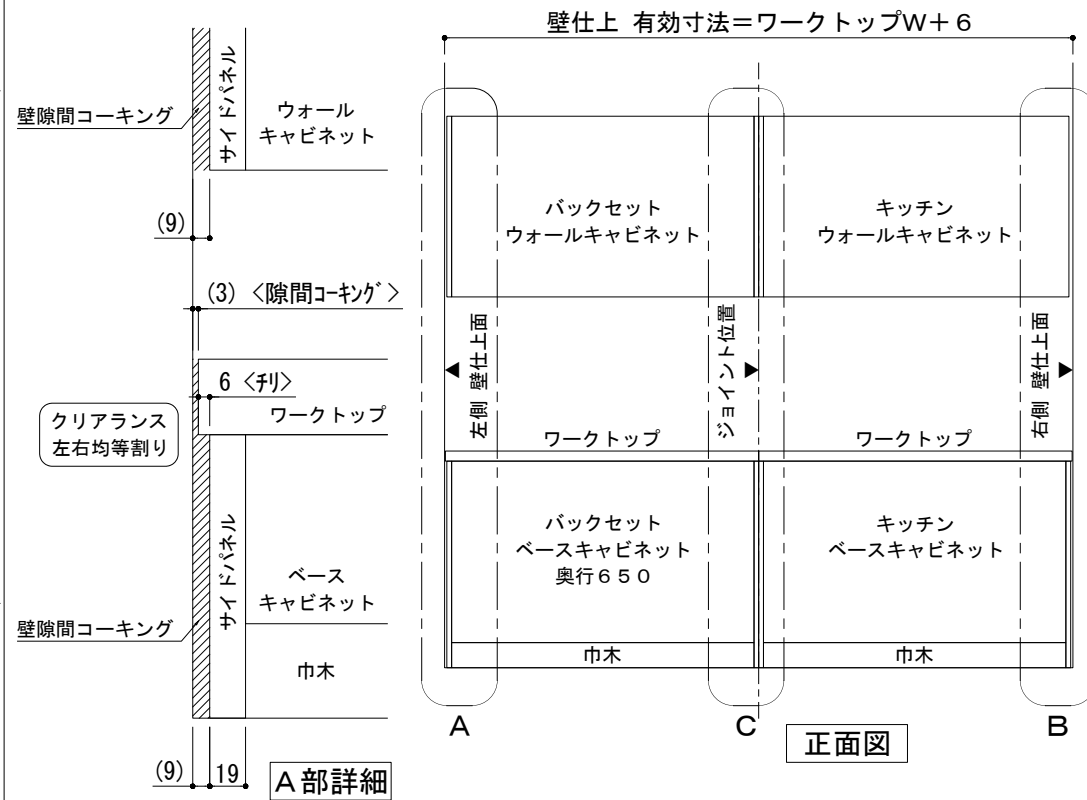 壁仕上 有効寸法＝ワークトップW＋6
壁隙間コーキング
サイドパネル
ウォール
キャビネット
(9)
(3) <隙間ｺｰｷﾝｸﾞ>
6 <ﾁﾘ>
ワークトップ
クリアランス
左右均等割り
サイドパネル
ベース
キャビネット
壁隙間コーキング
巾木
(9)
19
A部詳細
バックセット
ウォールキャビネット
キッチン
ウォールキャビネット
左側 壁仕上面
ジョイント位置
右側 壁仕上面
ワークトップ
ワークトップ
バックセット
ベースキャビネット
奥行650
キッチン
ベースキャビネット
巾木
巾木
A
C
B
正面図